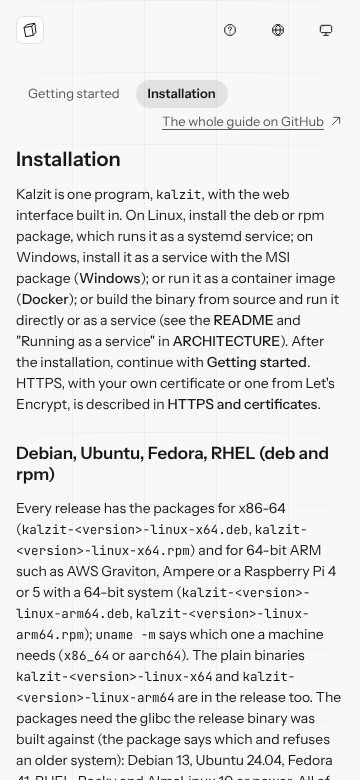 Getting started Installation
The whole guide on GitHub
Installation
Kalzit is one program, kalzit, with the web
interface built in. On Linux, install the deb or rpm
package, which runs it as a systemd service; on
Windows, install it as a service with the MSI
package (Windows); or run it as a container image
(Docker); or build the binary from source and run it
directly or as a service (see the README and
"Running as a service" in ARCHITECTURE). After
the installation, continue with Getting started.
HTTPS, with your own certificate or one from Let's
Encrypt, is described in HTTPS and certificates.
Debian, Ubuntu, Fedora, RHEL (deb and
rpm)
Every release has the packages for x86-64
(kalzit-<version>-linux-x64.deb, kalzit-
<version>-linux-x64.rpm) and for 64-bit ARM
such as AWS Graviton, Ampere or a Raspberry Pi 4
or 5 with a 64-bit system (kalzit-<version>-
linux-arm64.deb, kalzit-<version>-linux-
arm64.rpm); uname -m says which one a machine
needs (x86_64 or aarch64). The plain binaries
kalzit-<version>-linux-x64 and kalzit-
<version>-linux-arm64 are in the release too. The
packages need the glibc the release binary was
built against (the package says which and refuses
an older system): Debian 13, Ubuntu 24.04, Fedora
41, RHEL, Rocky and AlmaLinux 10 or newer. All of